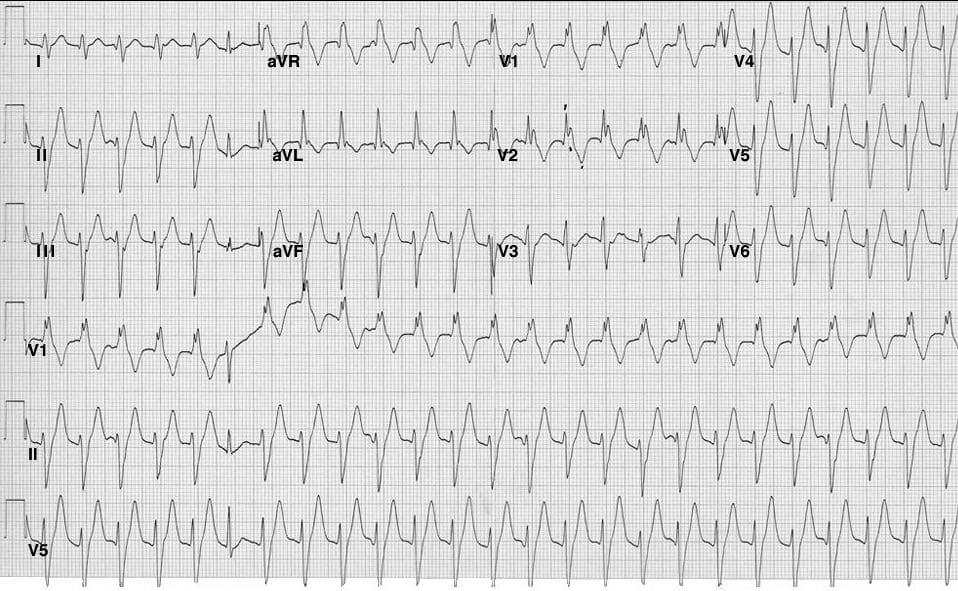 I aVR V1 V4
II aVL V2 V5
III aVF V3 V6
V1
II
V5